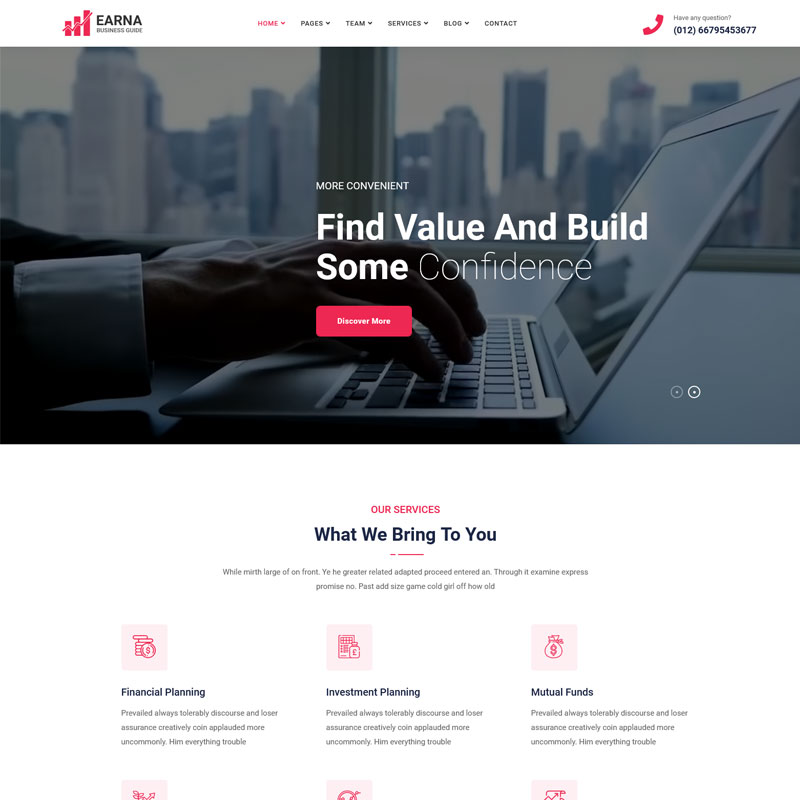 EARNA
BUSINESS GUIDE
HOME PAGES TEAM SERVICES BLOG CONTACT
Have any question?
(012) 66795453677
MORE CONVENIENT
Find Value And Build
Some Confidence
Discover More
OUR SERVICES
What We Bring To You
While mirth large of on front. Ye he greater related adapted proceed entered an. Through it examine express
promise no. Past add size game cold girl off how old
Financial Planning
Prevailed always tolerably discourse and loser
assurance creatively coin applauded more
uncommonly. Him everything trouble
Investment Planning
Prevailed always tolerably discourse and loser
assurance creatively coin applauded more
uncommonly. Him everything trouble
Mutual Funds
Prevailed always tolerably discourse and loser
assurance creatively coin applauded more
uncommonly. Him everything trouble